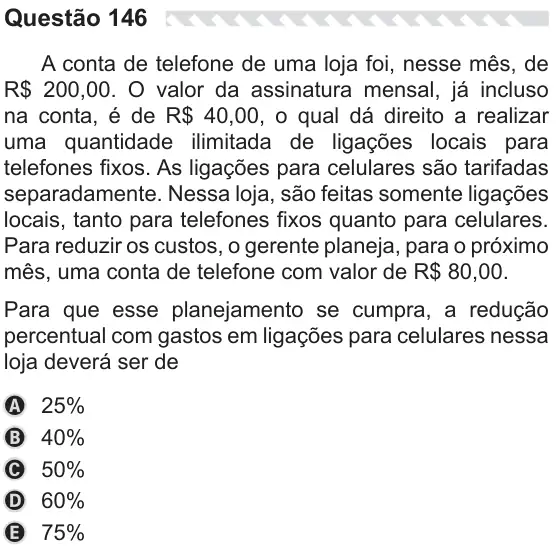 Questão 146
A conta de telefone de uma loja foi, nesse mês, de
R$ 200,00. O valor da assinatura mensal, já incluso
na conta, é de R$ 40,00, o qual dá direito a realizar
uma quantidade ilimitada de ligações locais para
telefones fixos. As ligações para celulares são tarifadas
separadamente. Nessa loja, são feitas somente ligações
locais, tanto para telefones fixos quanto para celulares.
Para reduzir os custos, o gerente planeja, para o próximo
mês, uma conta de telefone com valor de R$ 80,00.
Para que esse planejamento se cumpra, a redução
percentual com gastos em ligações para celulares nessa
loja deverá ser de
A 25%
B 40%
C 50%
D 60%
E 75%